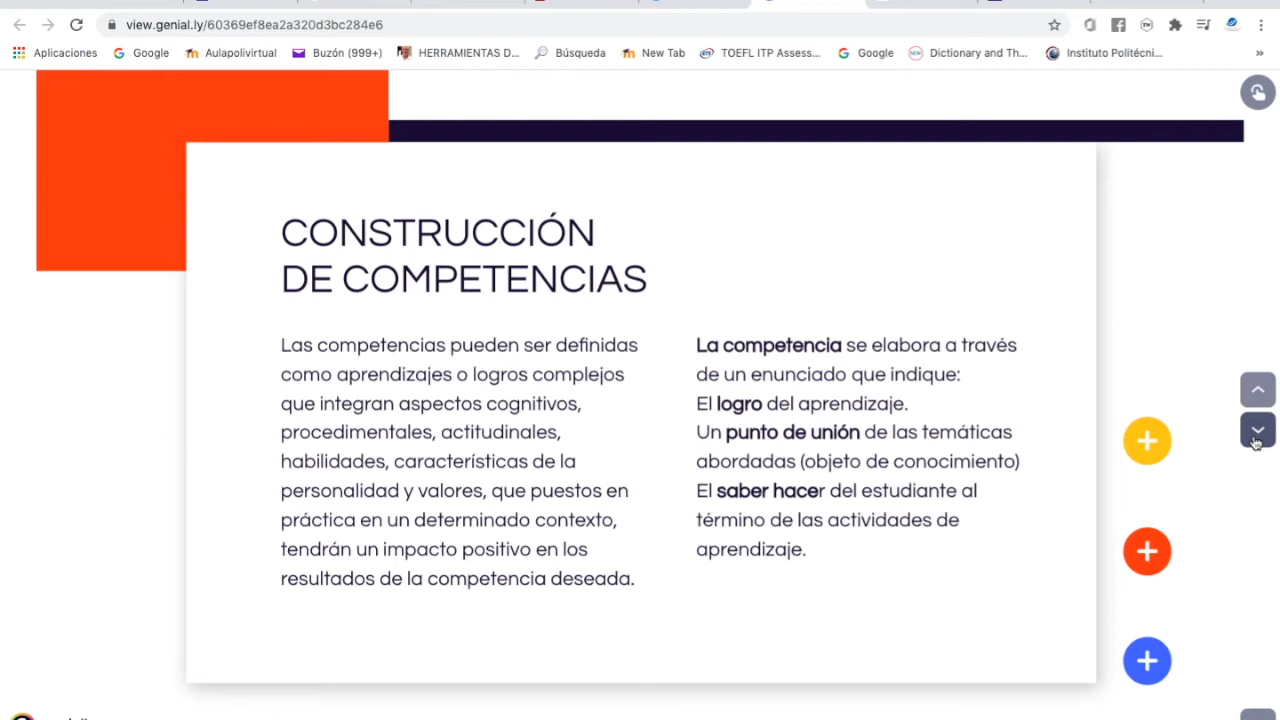 view.genial.ly/60369ef8ea2a320d3bc284e6
Aplicaciones
Google
Aulapolivirtual
Buzón (999+)
HERRAMIENTAS D...
Búsqueda
New Tab
TOEFL ITP Assess...
Google
Dictionary and Th...
Instituto Politécni...
»
CONSTRUCCIÓN
DE COMPETENCIAS
Las competencias pueden ser definidas
como aprendizajes o logros complejos
que integran aspectos cognitivos,
procedimentales, actitudinales,
habilidades, características de la
personalidad y valores, que puestos en
práctica en un determinado contexto,
tendrán un impacto positivo en los
resultados de la competencia deseada.
La competencia se elabora a través
de un enunciado que indique:
El logro del aprendizaje.
Un punto de unión de las temáticas
abordadas (objeto de conocimiento)
El saber hacer del estudiante al
término de las actividades de
aprendizaje.